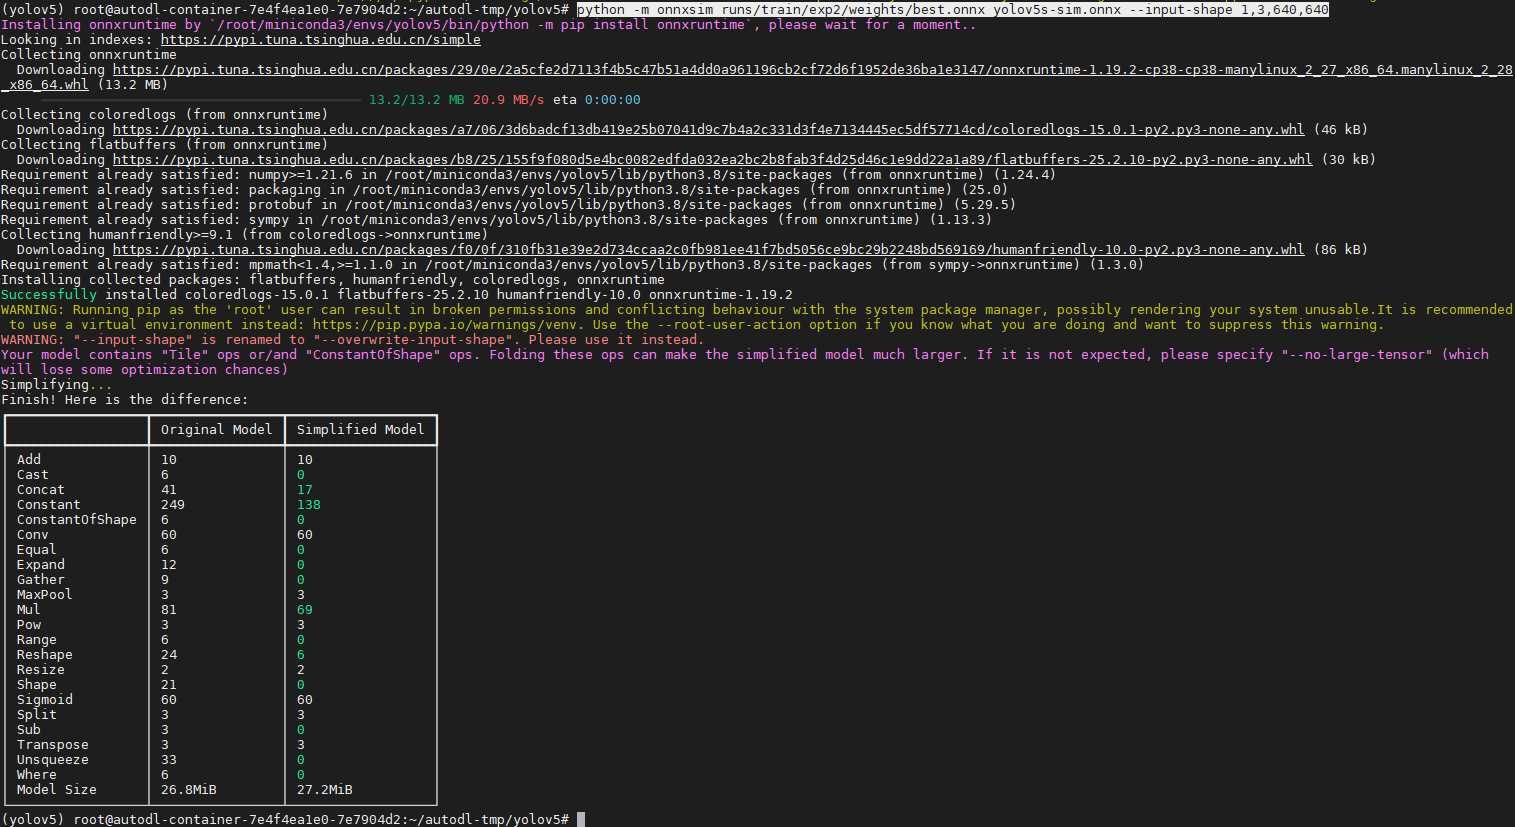 (yolov5) root@autodl-container-7e4f4ea1e0-7e7904d2:~/autodl-tmp/yolov5# python -m onnxsim runs/train/exp2/weights/best.onnx yolov5s-sim.onnx --input-shape 1,3,640,640
Installing onnxruntime by `/root/miniconda3/envs/yolov5/bin/python -m pip install onnxruntime`, please wait for a moment..
Looking in indexes: https://pypi.tuna.tsinghua.edu.cn/simple
Collecting onnxruntime
  Downloading https://pypi.tuna.tsinghua.edu.cn/packages/29/0e/2a5cfe2d7113f4b5c47b51a4dd0a961196cb2cf72d6f1952de36ba1e3147/onnxruntime-1.19.2-cp38-cp38-manylinux_2_27_x86_64.manylinux_2_28
_x86_64.whl (13.2 MB)
13.2/13.2 MB 20.9 MB/s eta 0:00:00
Collecting coloredlogs (from onnxruntime)
  Downloading https://pypi.tuna.tsinghua.edu.cn/packages/a7/06/3d6badcf13db419e25b07041d9c7b4a2c331d3f4e7134445ec5df57714cd/coloredlogs-15.0.1-py2.py3-none-any.whl (46 kB)
Collecting flatbuffers (from onnxruntime)
  Downloading https://pypi.tuna.tsinghua.edu.cn/packages/b8/25/155f9f080d5e4bc0082edfda032ea2bc2b8fab3f4d25d46c1e9dd22a1a89/flatbuffers-25.2.10-py2.py3-none-any.whl (30 kB)
Requirement already satisfied: numpy>=1.21.6 in /root/miniconda3/envs/yolov5/lib/python3.8/site-packages (from onnxruntime) (1.24.4)
Requirement already satisfied: packaging in /root/miniconda3/envs/yolov5/lib/python3.8/site-packages (from onnxruntime) (25.0)
Requirement already satisfied: protobuf in /root/miniconda3/envs/yolov5/lib/python3.8/site-packages (from onnxruntime) (5.29.5)
Requirement already satisfied: sympy in /root/miniconda3/envs/yolov5/lib/python3.8/site-packages (from onnxruntime) (1.13.3)
Collecting humanfriendly>=9.1 (from coloredlogs->onnxruntime)
  Downloading https://pypi.tuna.tsinghua.edu.cn/packages/f0/0f/310fb31e39e2d734ccaa2c0fb981ee41f7bd5056ce9bc29b2248bd569169/humanfriendly-10.0-py2.py3-none-any.whl (86 kB)
Requirement already satisfied: mpmath<1.4,>=1.1.0 in /root/miniconda3/envs/yolov5/lib/python3.8/site-packages (from sympy->onnxruntime) (1.3.0)
Installing collected packages: flatbuffers, humanfriendly, coloredlogs, onnxruntime
Successfully installed coloredlogs-15.0.1 flatbuffers-25.2.10 humanfriendly-10.0 onnxruntime-1.19.2
WARNING: Running pip as the 'root' user can result in broken permissions and conflicting behaviour with the system package manager, possibly rendering your system unusable.It is recommended
 to use a virtual environment instead: https://pip.pypa.io/warnings/venv. Use the --root-user-action option if you know what you are doing and want to suppress this warning.
WARNING: "--input-shape" is renamed to "--overwrite-input-shape". Please use it instead.
Your model contains "Tile" ops or/and "ConstantOfShape" ops. Folding these ops can make the simplified model much larger. If it is not expected, please specify "--no-large-tensor" (which
will lose some optimization chances)
Simplifying...
Finish! Here is the difference:
Original Model Simplified Model
Add 10 10
Cast 6 0
Concat 41 17
Constant 249 138
ConstantOfShape 6 0
Conv 60 60
Equal 6 0
Expand 12 0
Gather 9 0
MaxPool 3 3
Mul 81 69
Pow 3 3
Range 6 0
Reshape 24 6
Resize 2 2
Shape 21 0
Sigmoid 60 60
Split 3 3
Sub 3 0
Transpose 3 3
Unsqueeze 33 0
Where 6 0
Model Size 26.8MiB 27.2MiB
(yolov5) root@autodl-container-7e4f4ea1e0-7e7904d2:~/autodl-tmp/yolov5#